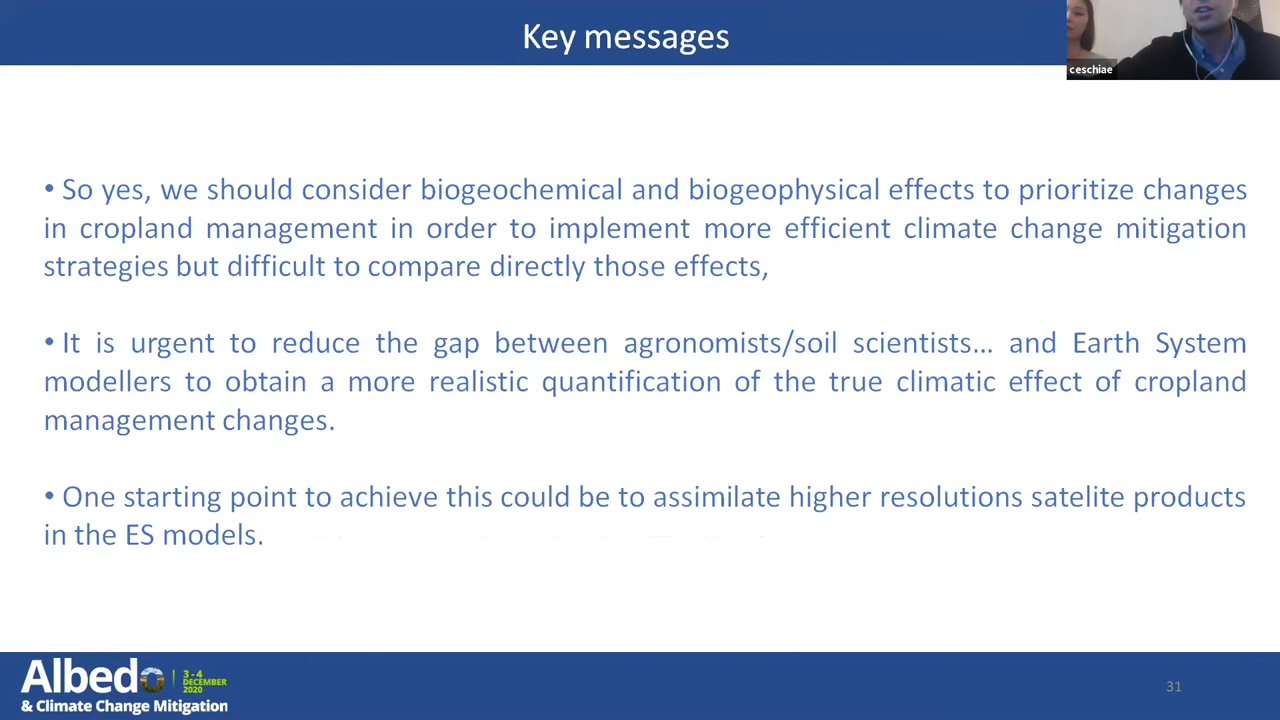 Key messages
ceschiae
• So yes, we should consider biogeochemical and biogeophysical effects to prioritize changes
in cropland management in order to implement more efficient climate change mitigation
strategies but difficult to compare directly those effects,
• It is urgent to reduce the gap between agronomists/soil scientists... and Earth System
modellers to obtain a more realistic quantification of the true climatic effect of cropland
management changes.
• One starting point to achieve this could be to assimilate higher resolutions satelite products
in the ES models.
Albedo
3-4
DECEMBER
2020
& Climate Change Mitigation
31